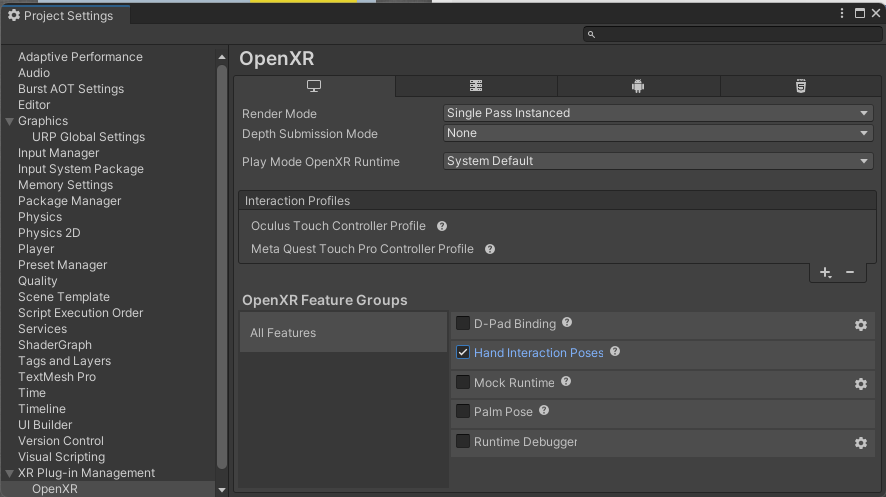 Project Settings
Adaptive Performance
Audio
Burst AOT Settings
Editor
Graphics
URP Global Settings
Input Manager
Input System Package
Memory Settings
Package Manager
Physics
Physics 2D
Player
Preset Manager
Quality
Scene Template
Script Execution Order
Services
ShaderGraph
Tags and Layers
TextMesh Pro
Time
Timeline
UI Builder
Version Control
Visual Scripting
XR Plug-in Management
OpenXR
OpenXR
Render Mode Single Pass Instanced
Depth Submission Mode None
Play Mode OpenXR Runtime System Default
Interaction Profiles
Oculus Touch Controller Profile
Meta Quest Touch Pro Controller Profile
OpenXR Feature Groups
All Features
D-Pad Binding
Hand Interaction Poses
Mock Runtime
Palm Pose
Runtime Debugger